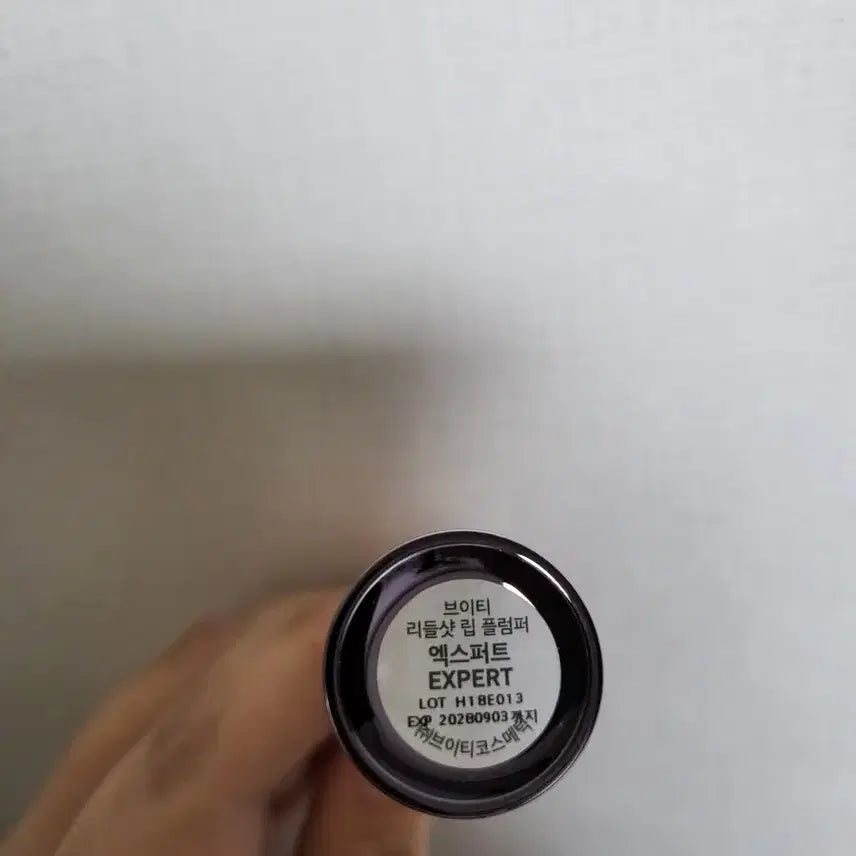 브이티
리들샷 립 플럼퍼
엑스퍼트
EXPERT
LOT H18E013
EXP 20280903까지
㈜브이티코스메틱